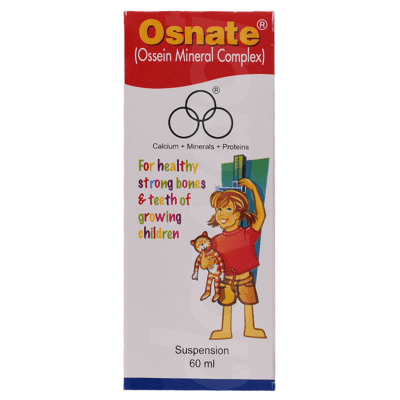 Osnate®
(Ossein Mineral Complex)
®
Calcium + Minerals + Proteins
For healthy
strong bones
& teeth of
growing
children
Suspension
60 ml